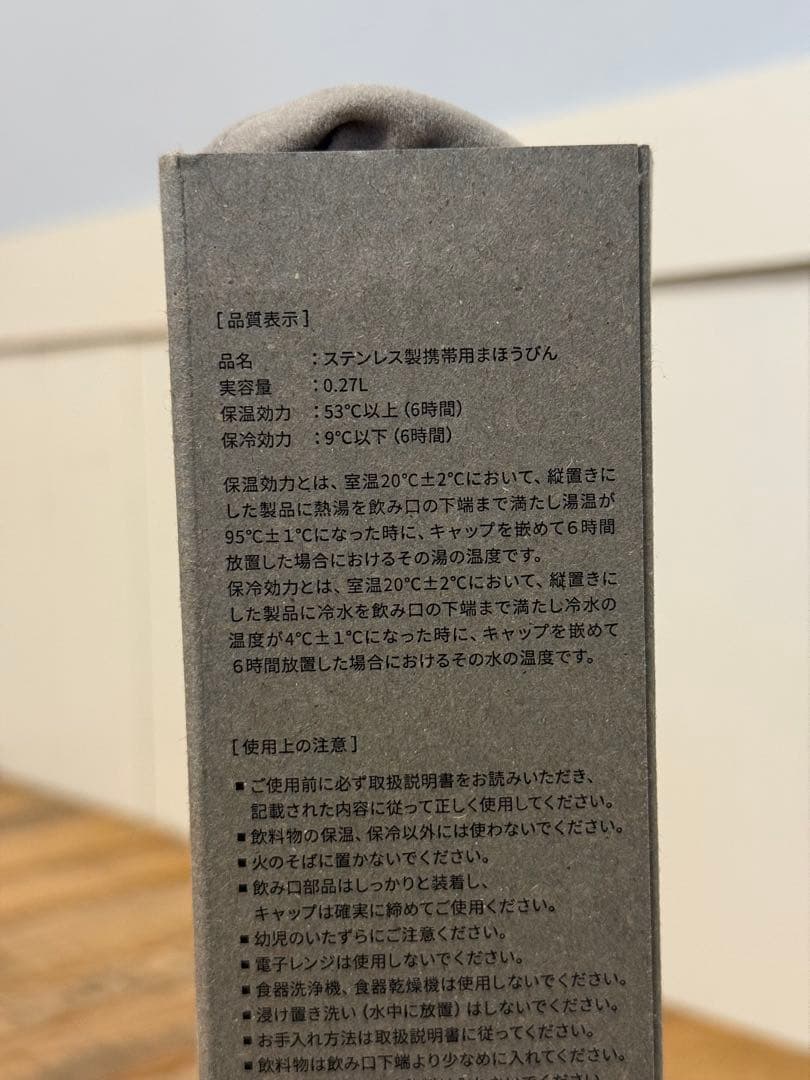 [品質表示]
品名 :ステンレス製携帯用まほうびん
実容量 :0.27L
保温効力 :53℃以上(6時間)
保冷効力 :9℃以下(6時間)
保温効力とは、室温20℃±2℃において、縦置きに
した製品に熱湯を飲み口の下端まで満たし湯温が
95℃±1℃になった時に、キャップを嵌めて6時間
放置した場合におけるその湯の温度です。
保冷効力とは、室温20℃±2℃において、縦置きに
した製品に冷水を飲み口の下端まで満たし冷水の
温度が4℃±1℃になった時に、キャップを嵌めて
6時間放置した場合におけるその水の温度です。
[使用上の注意]
■ご使用前に必ず取扱説明書をお読みいただき、
記載された内容に従って正しく使用してください。
■飲料物の保温、保冷以外には使わないでください。
■火のそばに置かないでください。
■飲み口部品はしっかりと装着し、
キャップは確実に締めてご使用ください。
■幼児のいたずらにご注意ください。
■電子レンジは使用しないでください。
■食器洗浄機、食器乾燥機は使用しないでください。
■浸け置き洗い(水中に放置)はしないでください。
■お手入れ方法は取扱説明書に従ってください。
■飲料物は飲み口下端より少なめに入れてください。